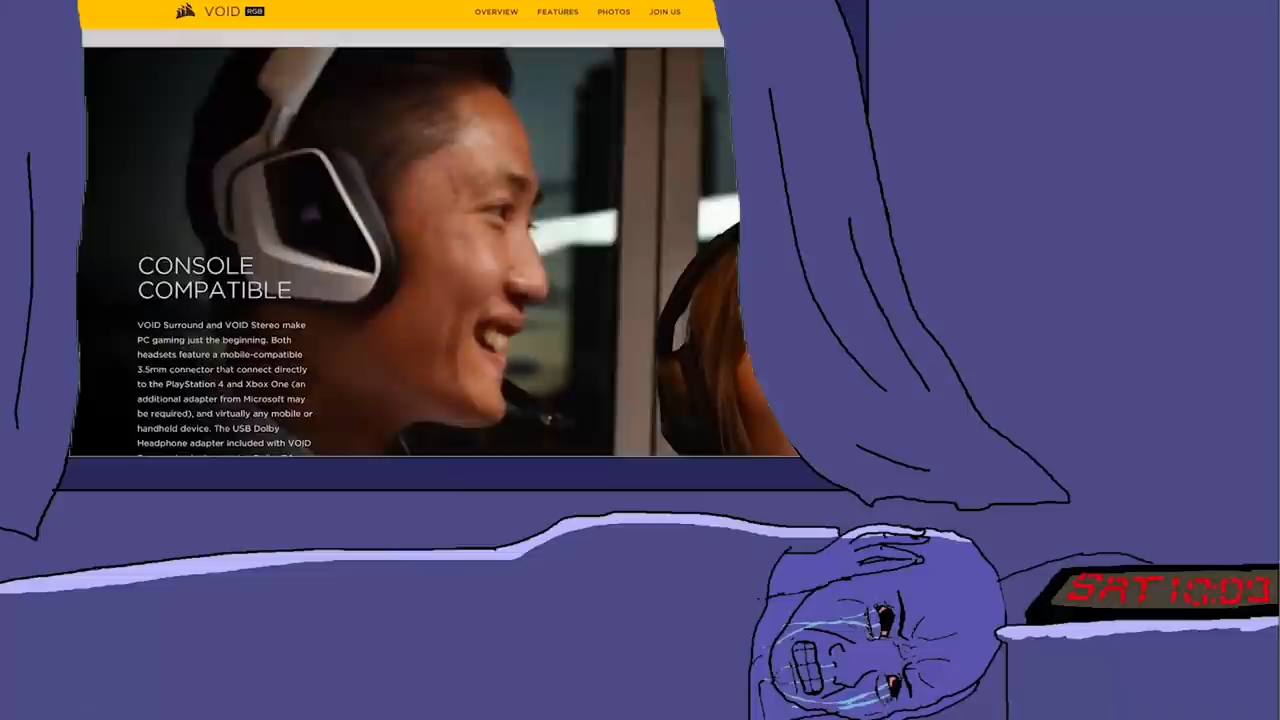 VOID RGB
OVERVIEW FEATURES PHOTOS JOIN US
CONSOLE
COMPATIBLE
VOID Surround and VOID Stereo make
PC gaming just the beginning. Both
headsets feature a mobile-compatible
3.5mm connector that connect directly
to the PlayStation 4 and Xbox One (an
additional adapter from Microsoft may
be required), and virtually any mobile or
handheld device. The USB Dolby
Headphone adapter included with VOID
SAT 10:03